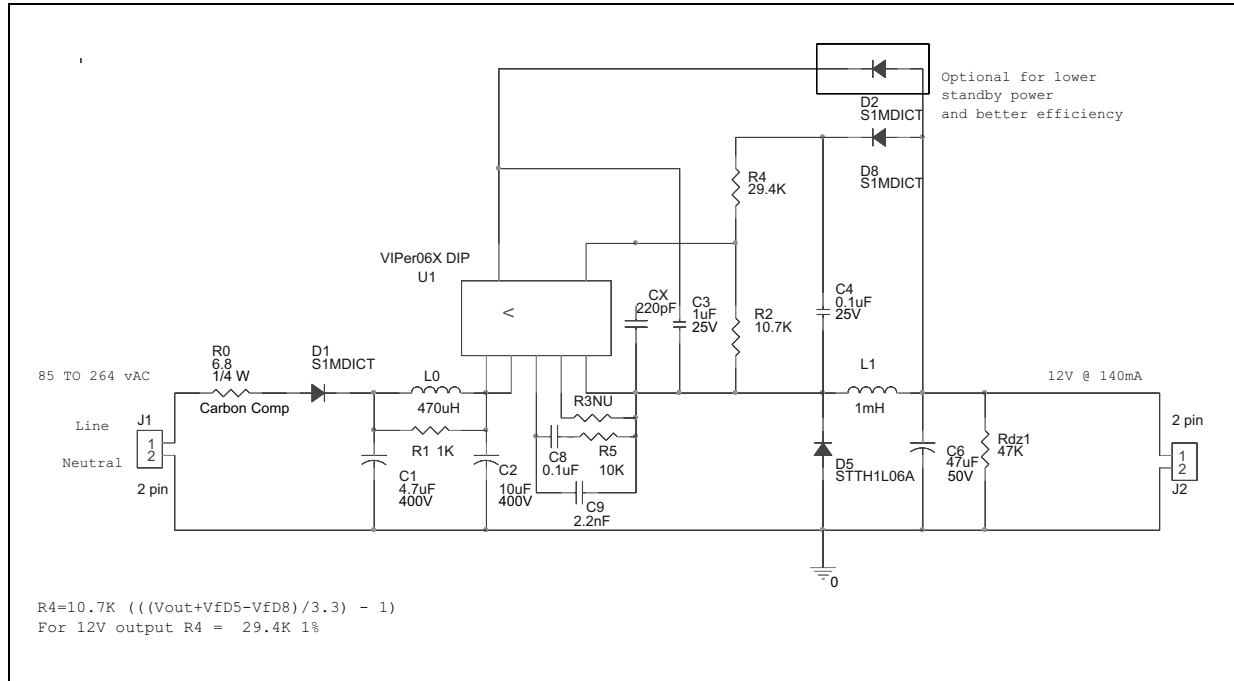 Optional for lower
standby power
and better efficiency
D2
S1MDICT
D8
S1MDICT
R4
29.4K
VIPer06X DIP
U1
<
CX
220pF
C3
1uF
25V
R2
10.7K
C4
0.1uF
25V
85 TO 264 vAC
R0
6.8
1/4 W
Carbon Comp
D1
S1MDICT
L0
470uH
L1
1mH
12V @ 140mA
J1
Line
Neutral
1
2
2 pin
R1 1K
C1
4.7uF
400V
C2
10uF
400V
R3NU
C8
0.1uF
R5
10K
C9
2.2nF
D5
STTH1L06A
C6
47uF
50V
Rdz1
47K
2 pin
1
2
J2
0
R4=10.7K (((Vout+VfD5-VfD8)/3.3) - 1)
For 12V output R4 = 29.4K 1%